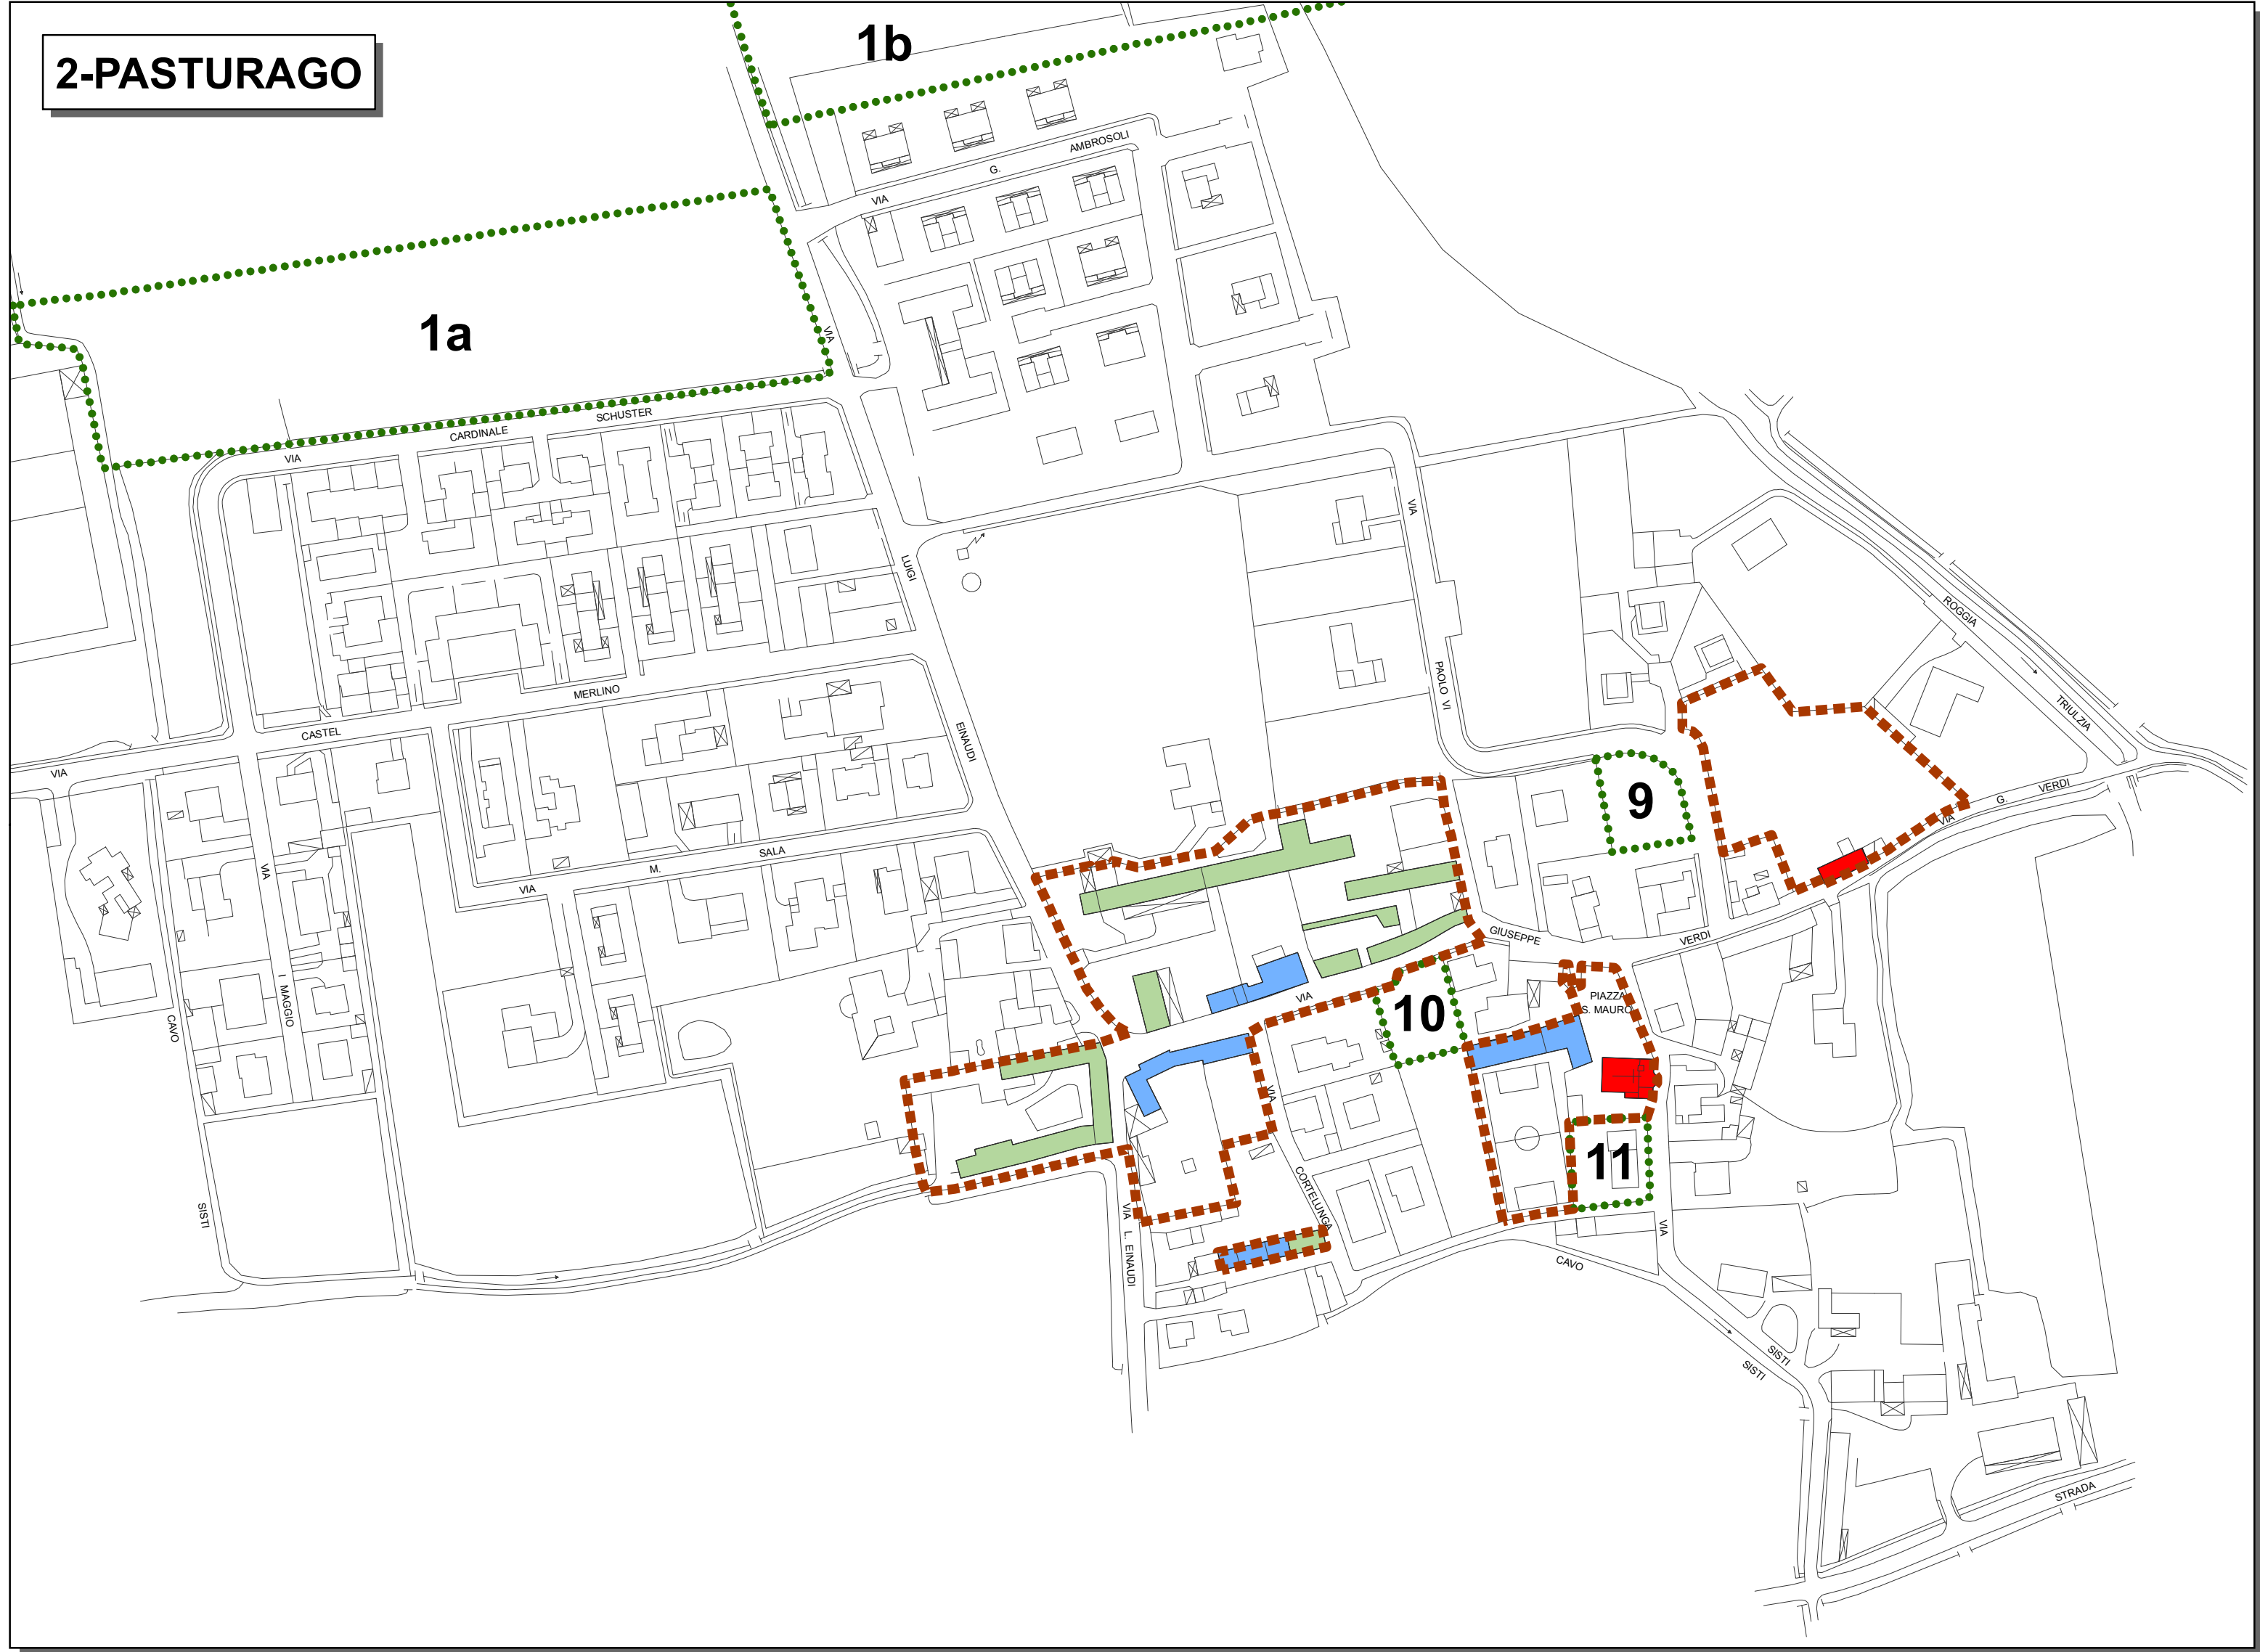 2-PASTURAGO
1b
1a
VIA G. AMBROSOLI
VIA
VIA CARDINALE SCHUSTER
LUIGI
EINAUDI
VIA
PAOLO VI
ROGGIA
TRIULZIA
MERLINO
CASTEL
VIA
9
G. VERDI
VIA
VIA M. SALA
VIA
I MAGGIO
CAVO
SISTI
GIUSEPPE
VERDI
VIA
10
PIAZZA
S. MAURO
VIA
CORTELUNGA
11
VIA L. EINAUDI
VIA
CAVO
SISTI
SISTI
STRADA